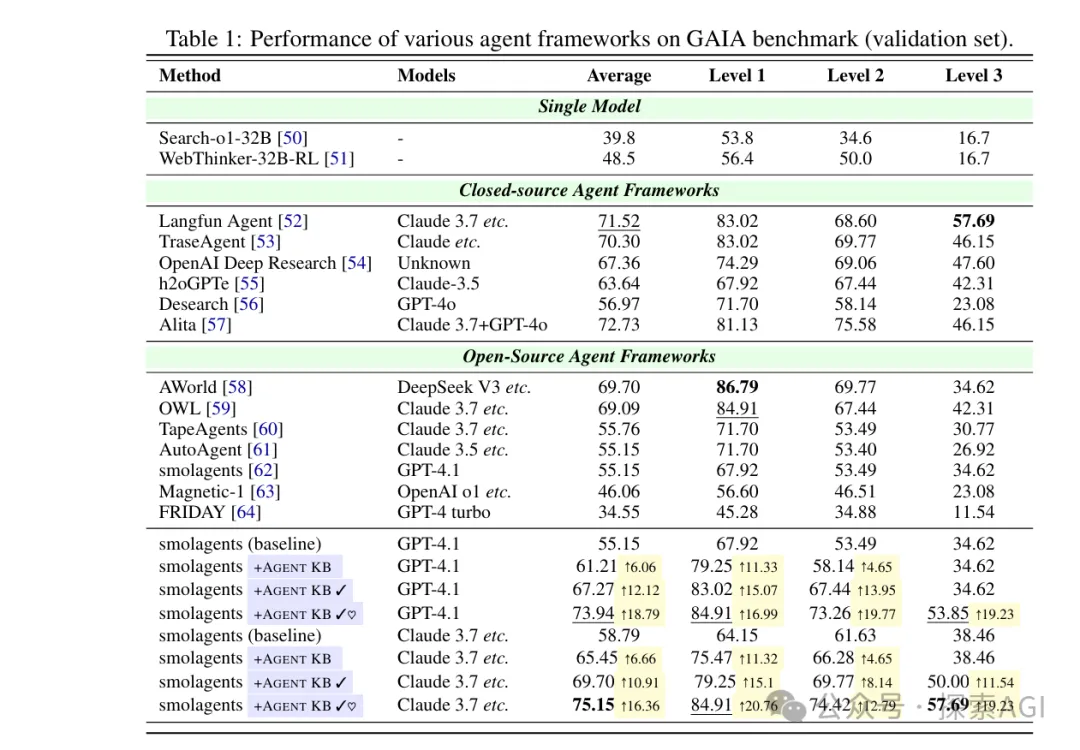 Table 1: Performance of various agent frameworks on GAIA benchmark (validation set).
Method Models Average Level 1 Level 2 Level 3
Single Model
Search-o1-32B [50] - 39.8 53.8 34.6 16.7
WebThinker-32B-RL [51] - 48.5 56.4 50.0 16.7
Closed-source Agent Frameworks
Langfun Agent [52] Claude 3.7 etc. 71.52 83.02 68.60 57.69
TraseAgent [53] Claude etc. 70.30 83.02 69.77 46.15
OpenAI Deep Research [54] Unknown 67.36 74.29 69.06 47.60
h2oGPTe [55] Claude-3.5 63.64 67.92 67.44 42.31
Desearch [56] GPT-4o 56.97 71.70 58.14 23.08
Alita [57] Claude 3.7+GPT-4o 72.73 81.13 75.58 46.15
Open-Source Agent Frameworks
AWorld [58] DeepSeek V3 etc. 69.70 86.79 69.77 34.62
OWL [59] Claude 3.7 etc. 69.09 84.91 67.44 42.31
TapeAgents [60] Claude 3.7 etc. 55.76 71.70 53.49 30.77
AutoAgent [61] Claude 3.5 etc. 55.15 71.70 53.40 26.92
smolagents [62] GPT-4.1 55.15 67.92 53.49 34.62
Magnetic-1 [63] OpenAI o1 etc. 46.06 56.60 46.51 23.08
FRIDAY [64] GPT-4 turbo 34.55 45.28 34.88 11.54
smolagents (baseline) GPT-4.1 55.15 67.92 53.49 34.62
smolagents +AGENT KB GPT-4.1 61.21 ↑6.06 79.25 ↑11.33 58.14 ↑4.65 34.62
smolagents +AGENT KB ✓ GPT-4.1 67.27 ↑12.12 83.02 ↑15.07 67.44 ↑13.95 34.62
smolagents +AGENT KB ✓♡ GPT-4.1 73.94 ↑18.79 84.91 ↑16.99 73.26 ↑19.77 53.85 ↑19.23
smolagents (baseline) Claude 3.7 etc. 58.79 64.15 61.63 38.46
smolagents +AGENT KB Claude 3.7 etc. 65.45 ↑6.66 75.47 ↑11.32 66.28 ↑4.65 38.46
smolagents +AGENT KB ✓ Claude 3.7 etc. 69.70 ↑10.91 79.25 ↑15.1 69.77 ↑8.14 50.00 ↑11.54
smolagents +AGENT KB ✓♡ Claude 3.7 etc. 75.15 ↑16.36 84.91 ↑20.76 74.42 ↑12.79 57.69 ↑19.23
公众号 · 探索AGI